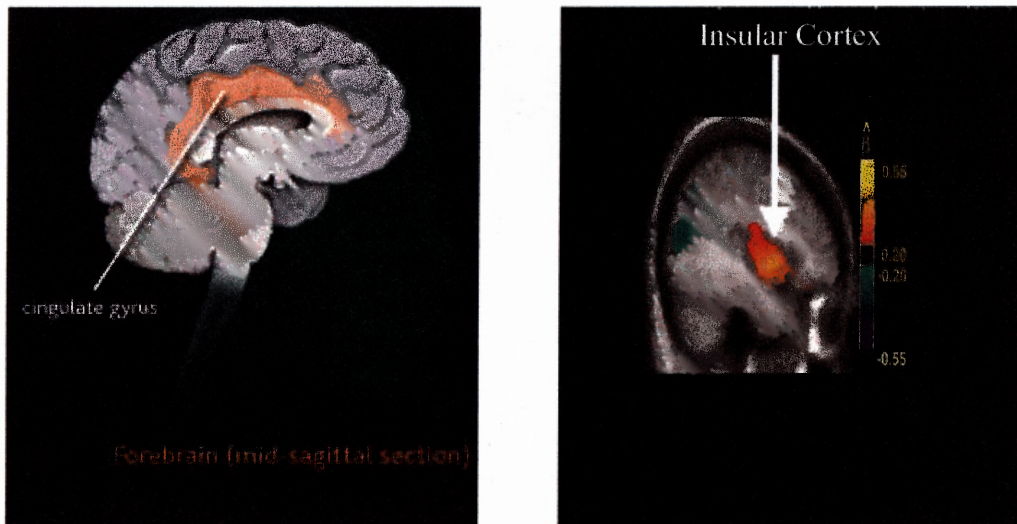 cingulate gyrus
Forebrain (mid-sagittal section)
Insular Cortex
0.55
0.20
-0.20
-0.55